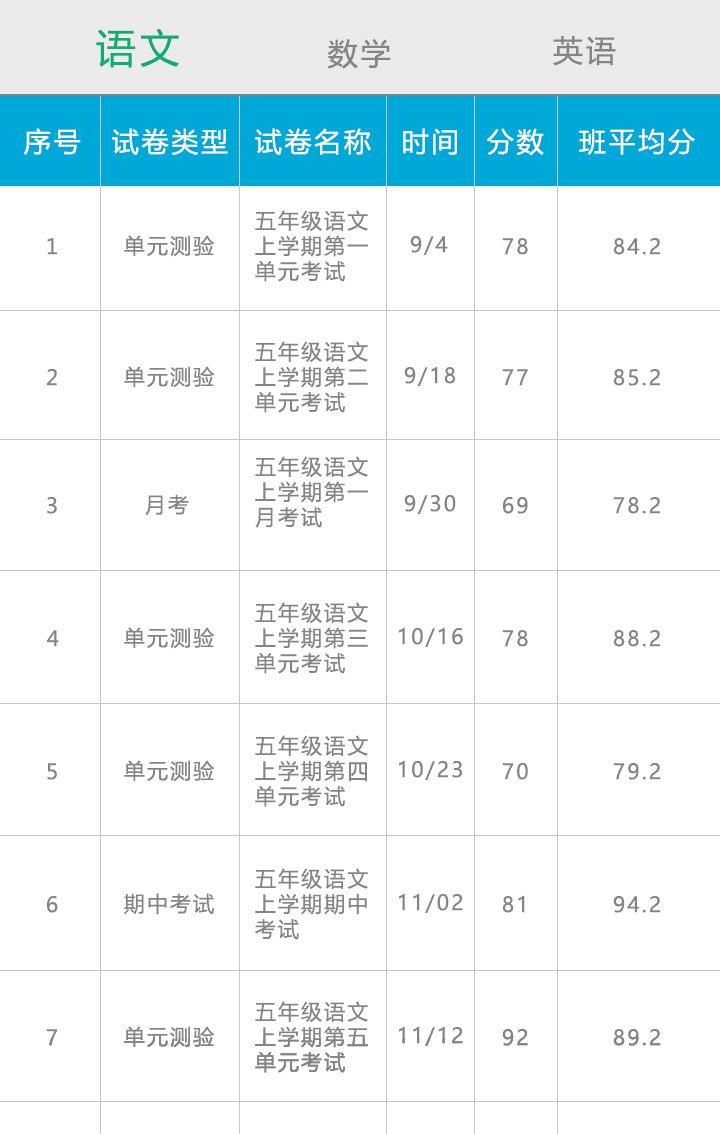 语文 数学 英语
序号 试卷类型 试卷名称 时间 分数 班平均分
1 单元测验 五年级语文 9/4 78 84.2
上学期第一
单元考试
2 单元测验 五年级语文 9/18 77 85.2
上学期第二
单元考试
3 月考 五年级语文 9/30 69 78.2
上学期第一
月考试
4 单元测验 五年级语文 10/16 78 88.2
上学期第三
单元考试
5 单元测验 五年级语文 10/23 70 79.2
上学期第四
单元考试
6 期中考试 五年级语文 11/02 81 94.2
上学期期中
考试
7 单元测验 五年级语文 11/12 92 89.2
上学期第五
单元考试